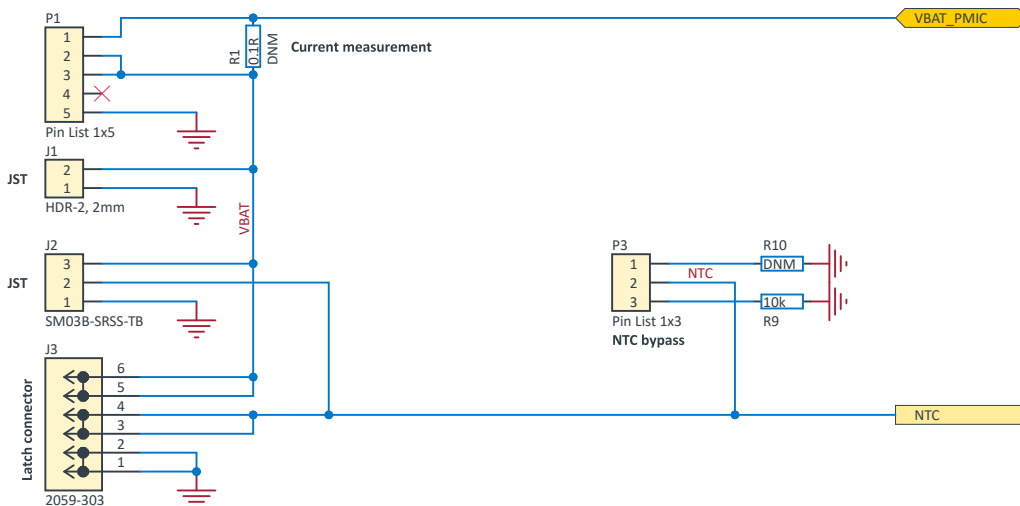 P1
1
2
3
4
5
Pin List 1x5
R1
0.1R
DNM
Current measurement
VBAT_PMIC
J1
JST
2
1
HDR-2, 2mm
VBAT
J2
JST
3
2
1
SM03B-SRSS-TB
P3
1
2
3
Pin List 1x3
NTC bypass
NTC
R10
DNM
10k
R9
J3
Latch connector
6
5
4
3
2
1
2059-303
NTC